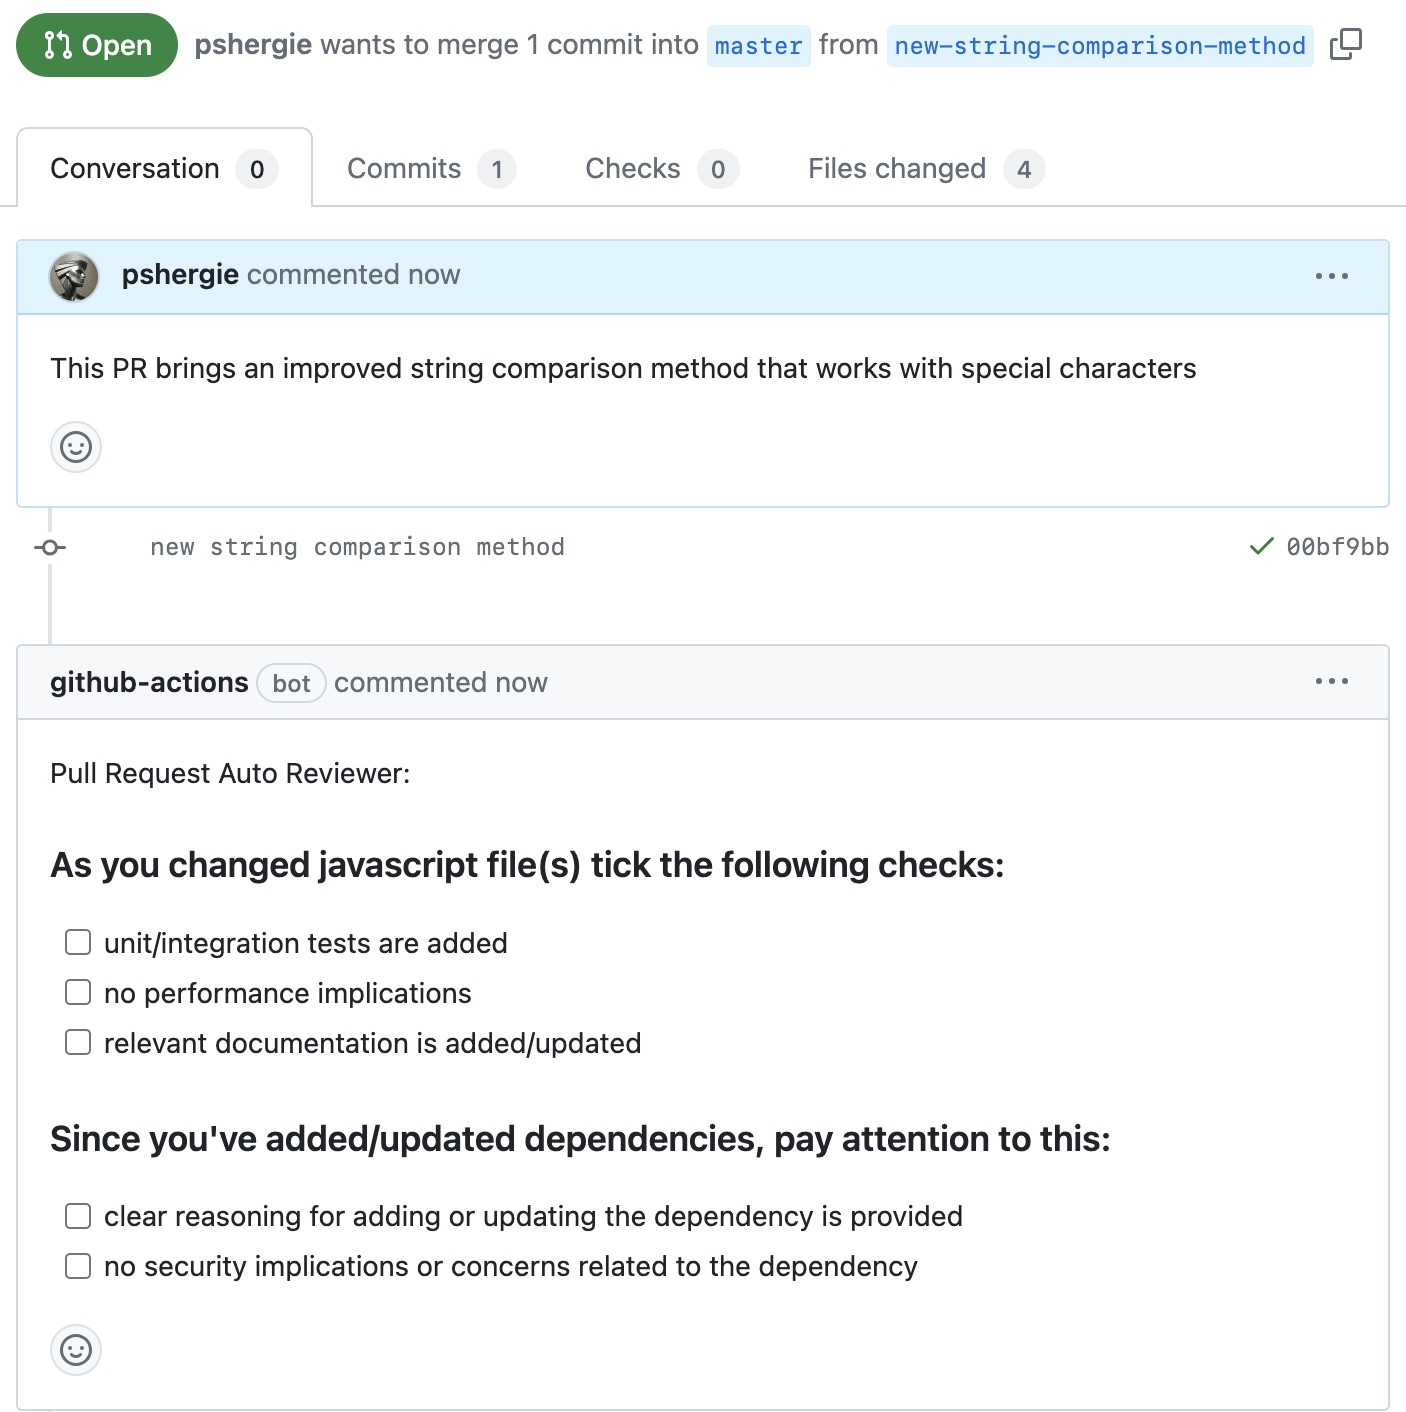 Open pshergie wants to merge 1 commit into master from new-string-comparison-method
Conversation 0 Commits 1 Checks 0 Files changed 4
pshergie commented now
This PR brings an improved string comparison method that works with special characters
new string comparison method 00bf9bb
github-actions bot commented now
Pull Request Auto Reviewer:
As you changed javascript file(s) tick the following checks:
unit/integration tests are added
no performance implications
relevant documentation is added/updated
Since you've added/updated dependencies, pay attention to this:
clear reasoning for adding or updating the dependency is provided
no security implications or concerns related to the dependency